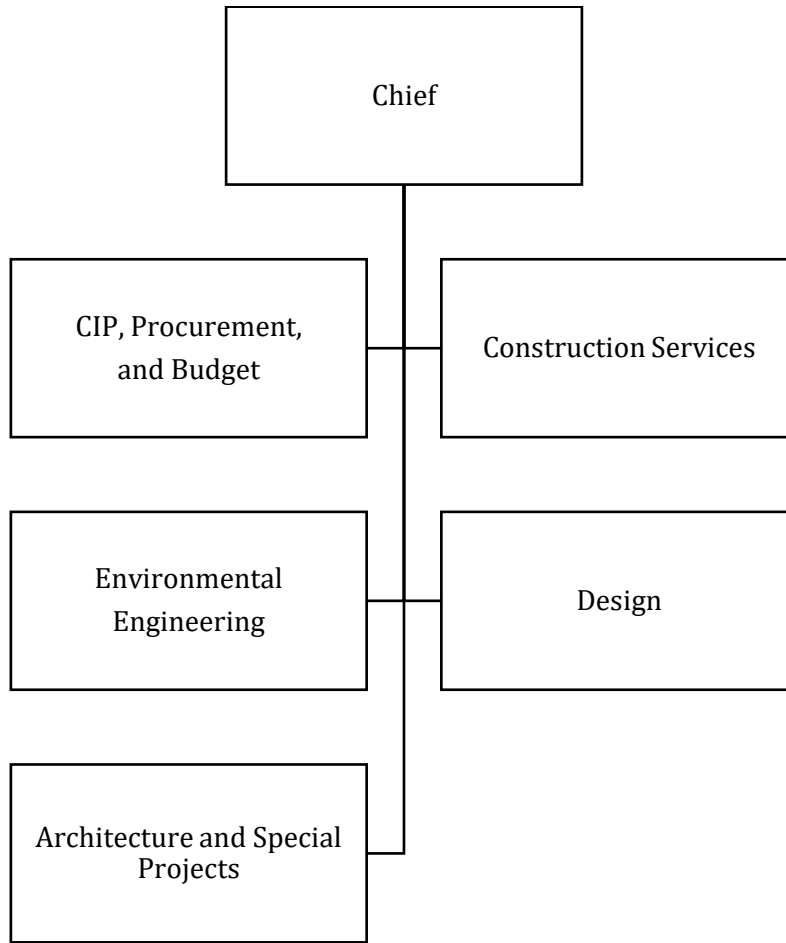 Chief
CIP, Procurement,
and Budget
Construction Services
Environmental
Engineering
Design
Architecture and Special
Projects